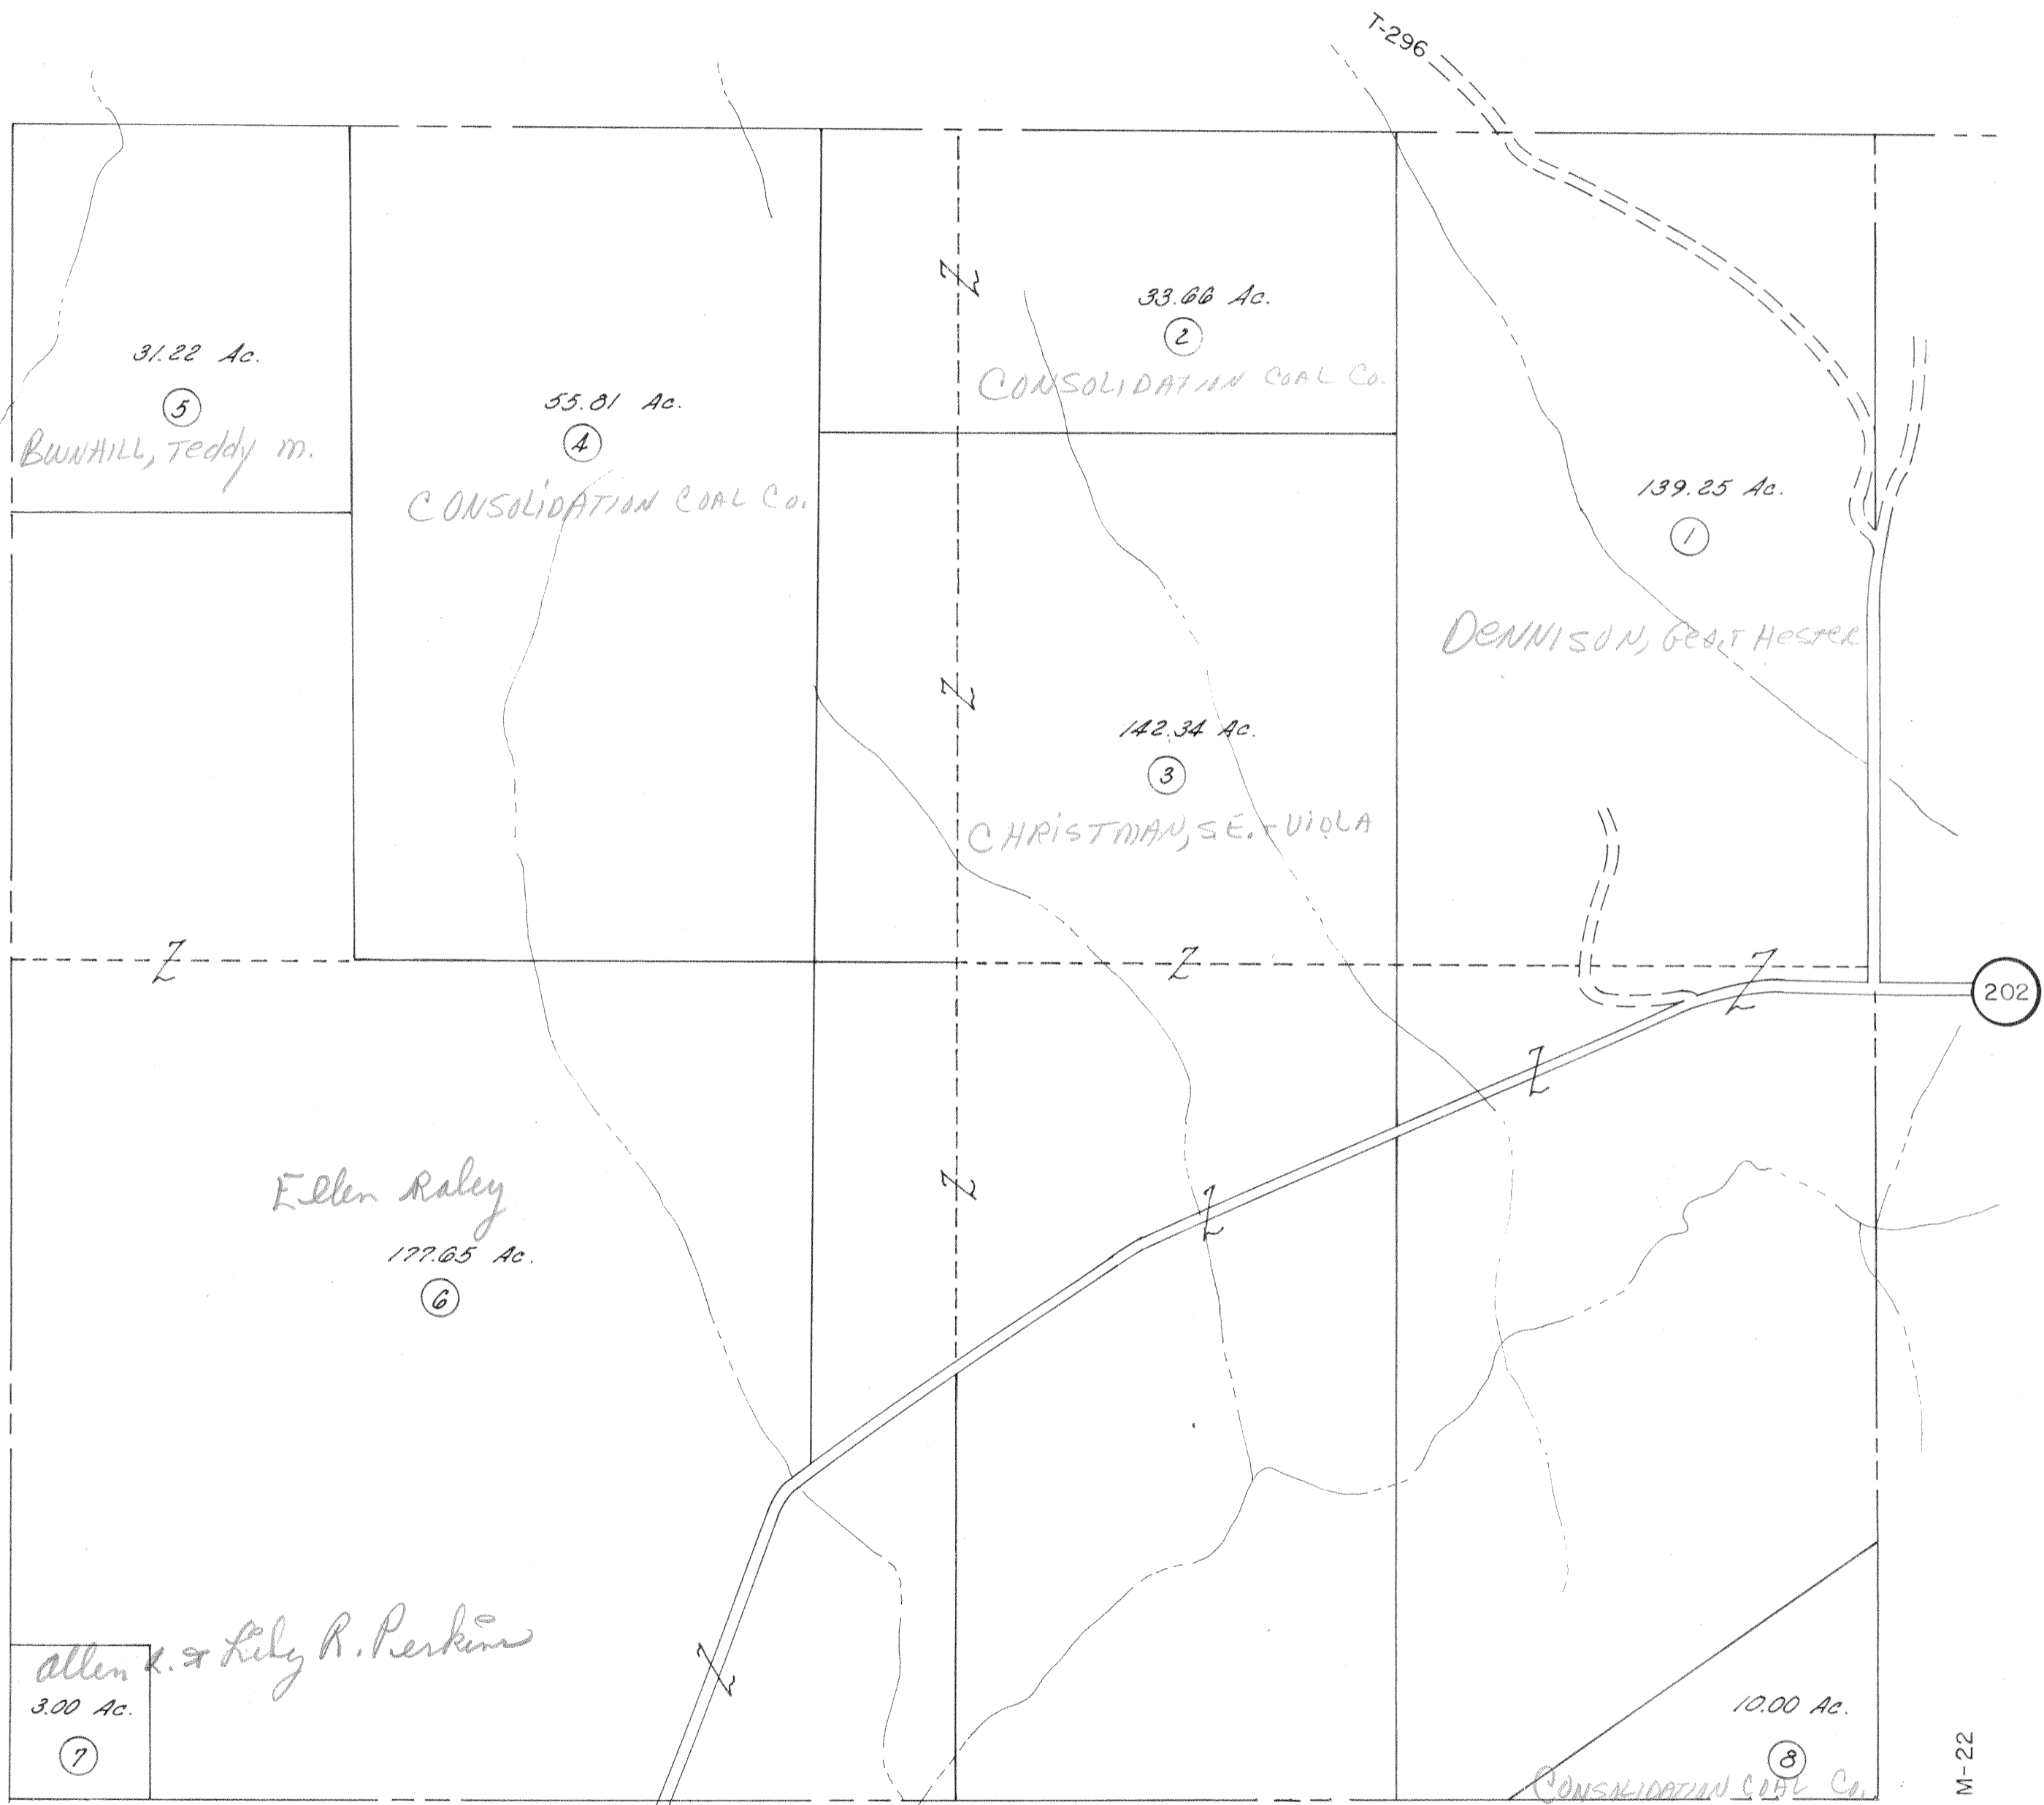 T-296
33.66 Ac.
2
CONSOLIDATION COAL CO.
31.22 Ac.
5
Teddy M.
55.81 Ac.
4
CONSOLIDATION COAL Co.
139.25 Ac.
1
DENNISON, Geo. & HESTER
142.34 Ac.
3
CHRISTMAN, S.E. & VIOLA
Z
Z
Z
Z
Z
202
Z
Z
Z
Z
Ellen Raley
177.65 Ac.
6
Allen R. & Lily R. Perkins
3.00 Ac.
7
10.00 Ac.
8
CONSOLIDATION COAL Co.
M-22